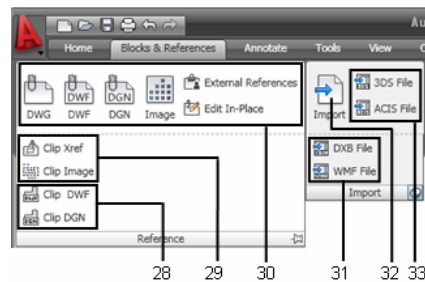 Au
Home Blocks & References Annotate Tools View
DWG DWF DGN Image External References
Edit In-Place
Import 3DS File
ACIS File
Clip Xref
Clip Image
DXB File
WMF File
Clip DWF
Clip DGN
Import
Reference
28 29 30 31 32 33